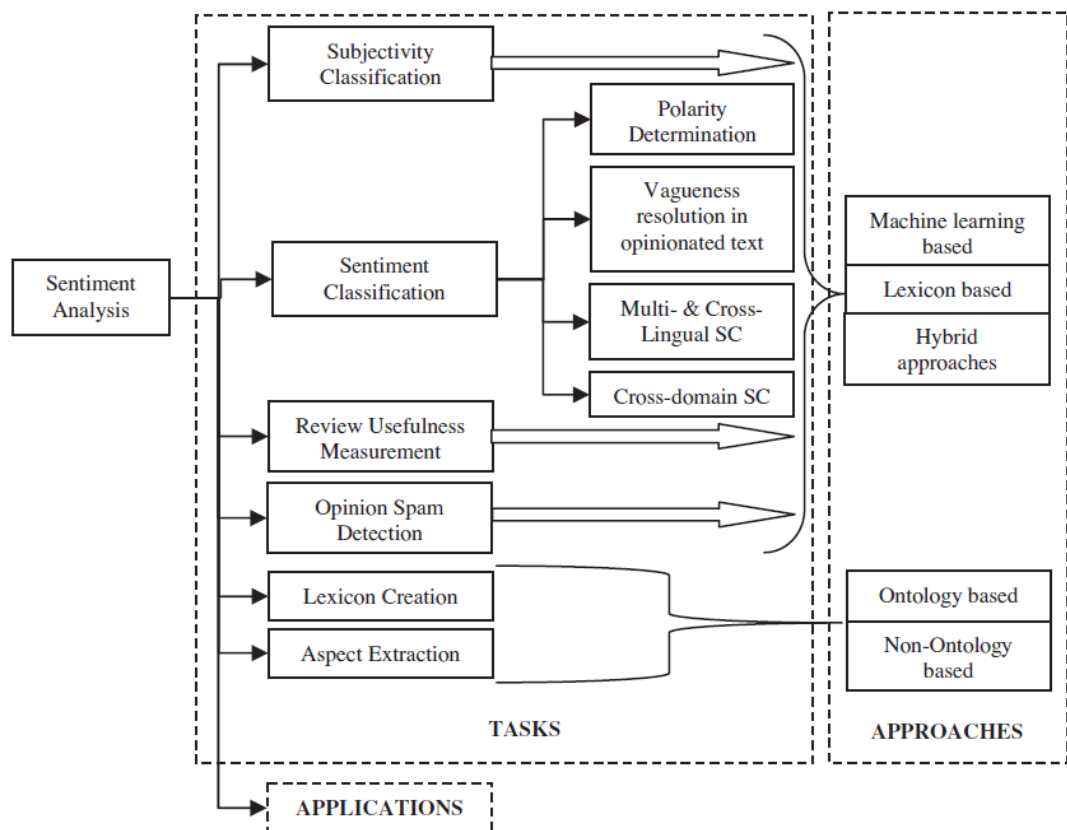 Subjectivity
Classification
Polarity
Determination
Vagueness
resolution in
opinionated text
Machine learning
based
Sentiment
Analysis
Sentiment
Classification
Lexicon based
Multi- & Cross-
Lingual SC
Hybrid
approaches
Cross-domain SC
Review Usefulness
Measurement
Opinion Spam
Detection
Lexicon Creation
Ontology based
Aspect Extraction
Non-Ontology
based
TASKS
APPROACHES
APPLICATIONS